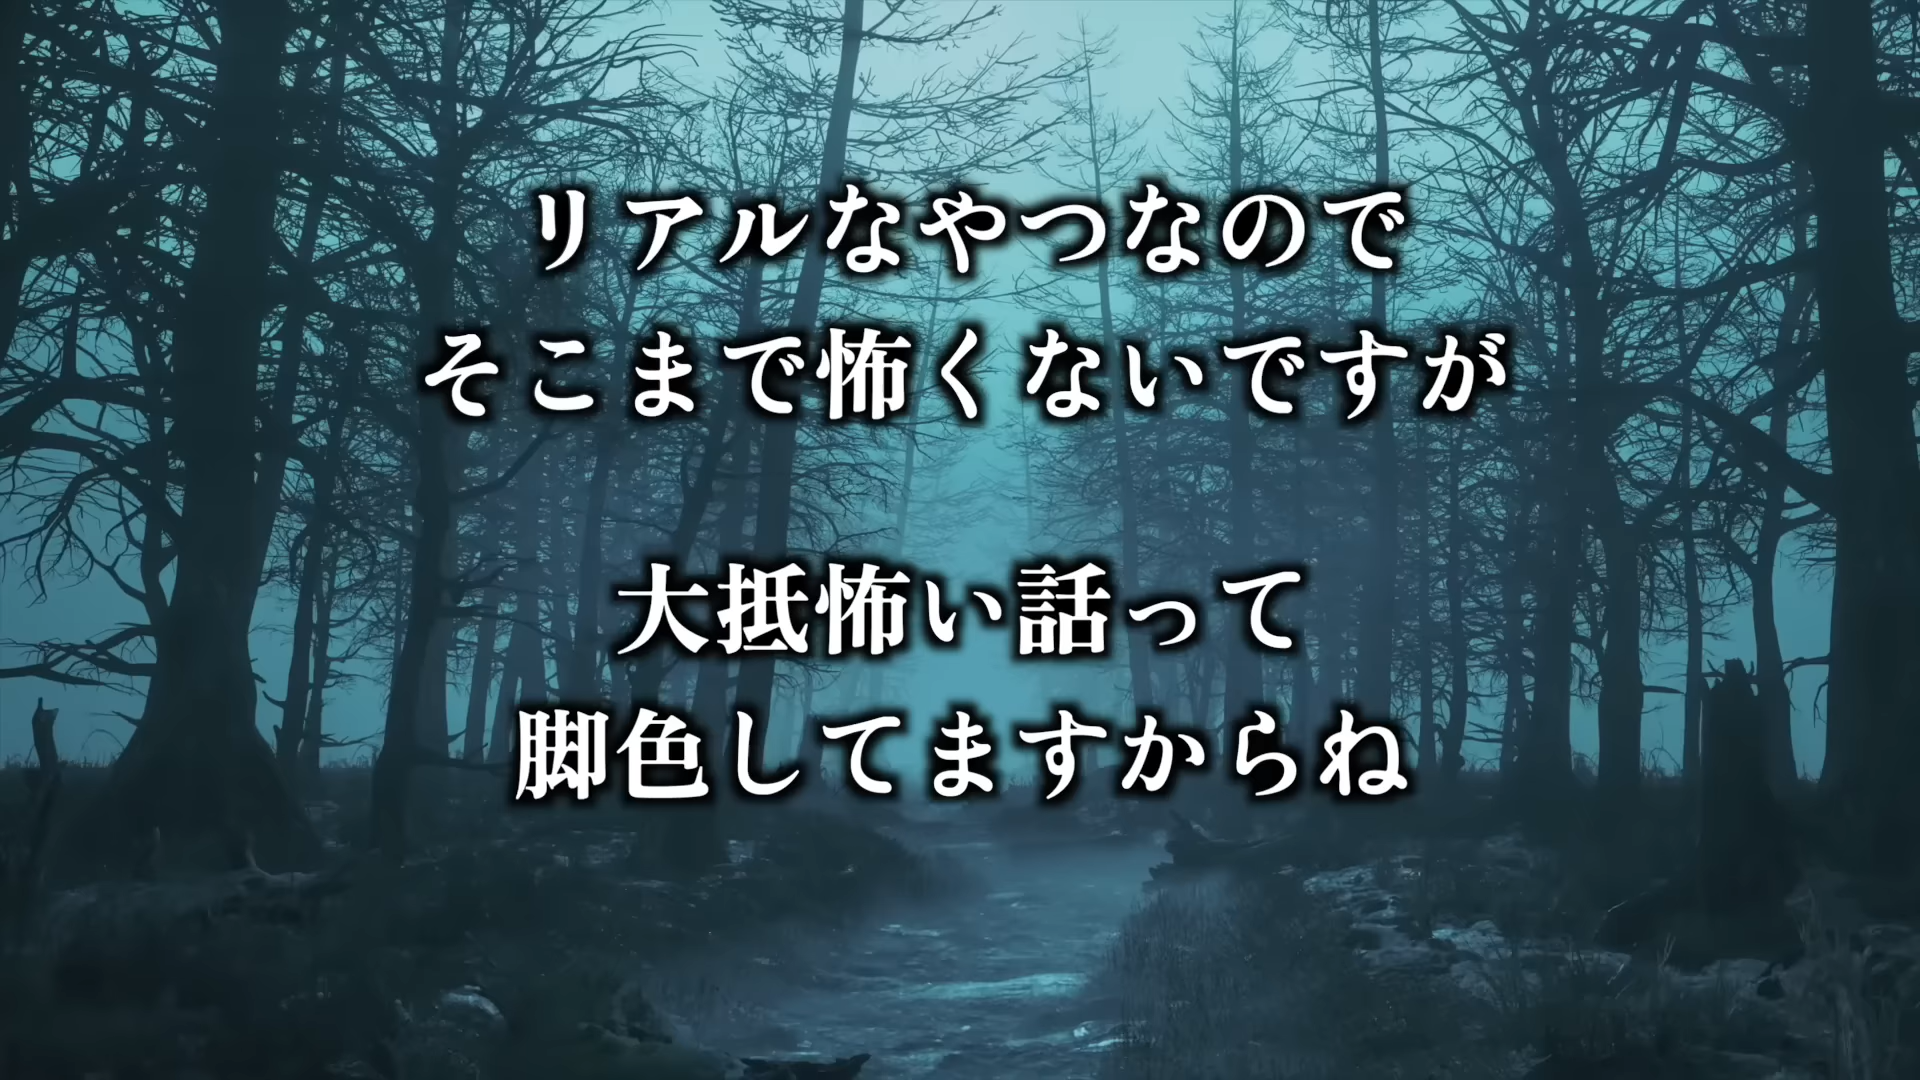 リアルなやつなので
そこまで怖くないですが
大抵怖い話って
脚色してますからね